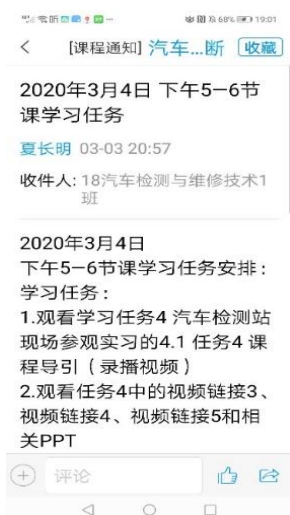 68% 19:01
[课程通知] 汽车...断 收藏
2020年3月4日 下午5—6节
课学习任务
夏长明 03-03 20:57
收件人: 18汽车检测与维修技术1
班
2020年3月4日
下午5—6节课学习任务安排：
学习任务：
1.观看学习任务4 汽车检测站
现场参观实习的4.1 任务4 课
程导引（录播视频）
2.观看任务4中的视频链接3、
视频链接4、视频链接5和相
关PPT
评论